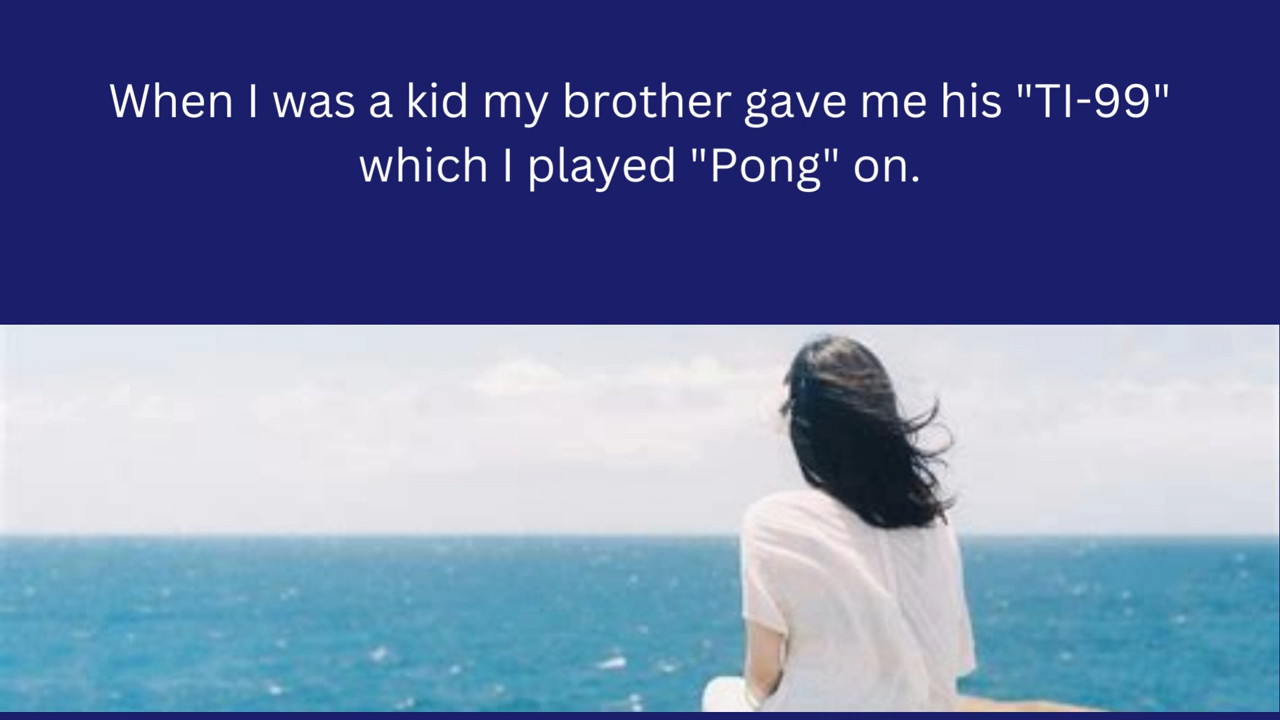 When I was a kid my brother gave me his "TI-99"
which I played "Pong" on.